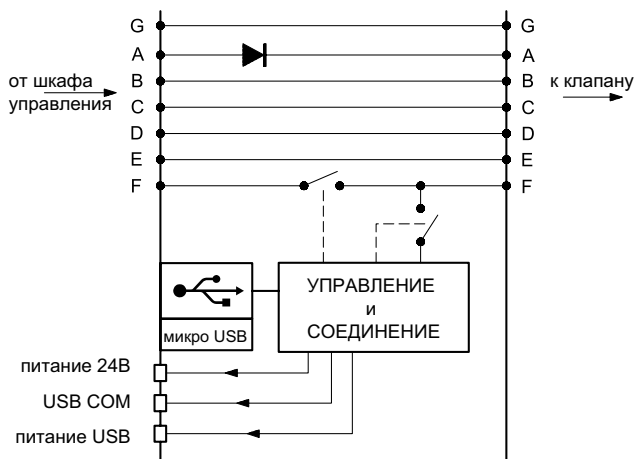 G G
A A
от шкафа
управления
B B
к клапану
C C
D D
E E
F F
УПРАВЛЕНИЕ
и
СОЕДИНЕНИЕ
микро USB
питание 24В
USB COM
питание USB